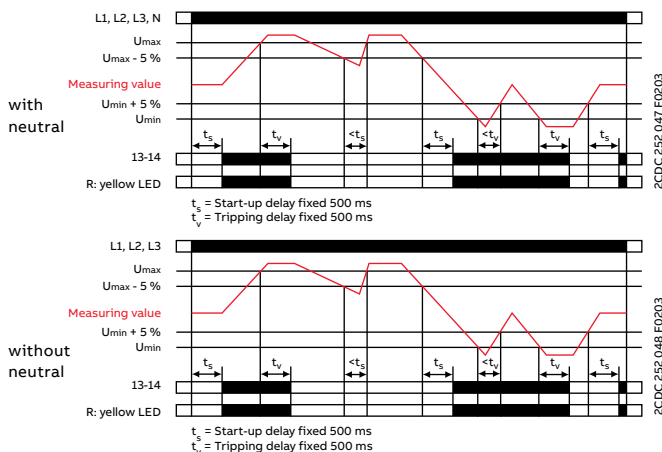 L1, L2, L3, N
Umax
Umax - 5 %
Measuring value
Umin + 5 %
Umin
with
neutral
ts
tv
<ts
ts
<tv
tv
ts
13-14
R: yellow LED
ts = Start-up delay fixed 500 ms
tv = Tripping delay fixed 500 ms
2CDC 252 047 F0203
L1, L2, L3
Umax
Umax - 5 %
Measuring value
Umin + 5 %
Umin
without
neutral
ts
tv
<ts
ts
<tv
tv
ts
13-14
R: yellow LED
ts = Start-up delay fixed 500 ms
tv = Tripping delay fixed 500 ms
2CDC 252 048 F0203